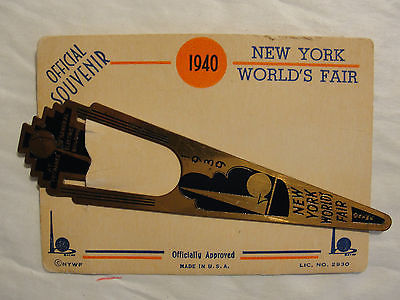 OFFICIAL
SOUVENIR
1940
NEW YORK
WORLD'S FAIR
1939
NEW
YORK
WORLD'S
FAIR
©NYWF
Officially Approved
MADE IN U.S.A.
LIC. NO. 2930